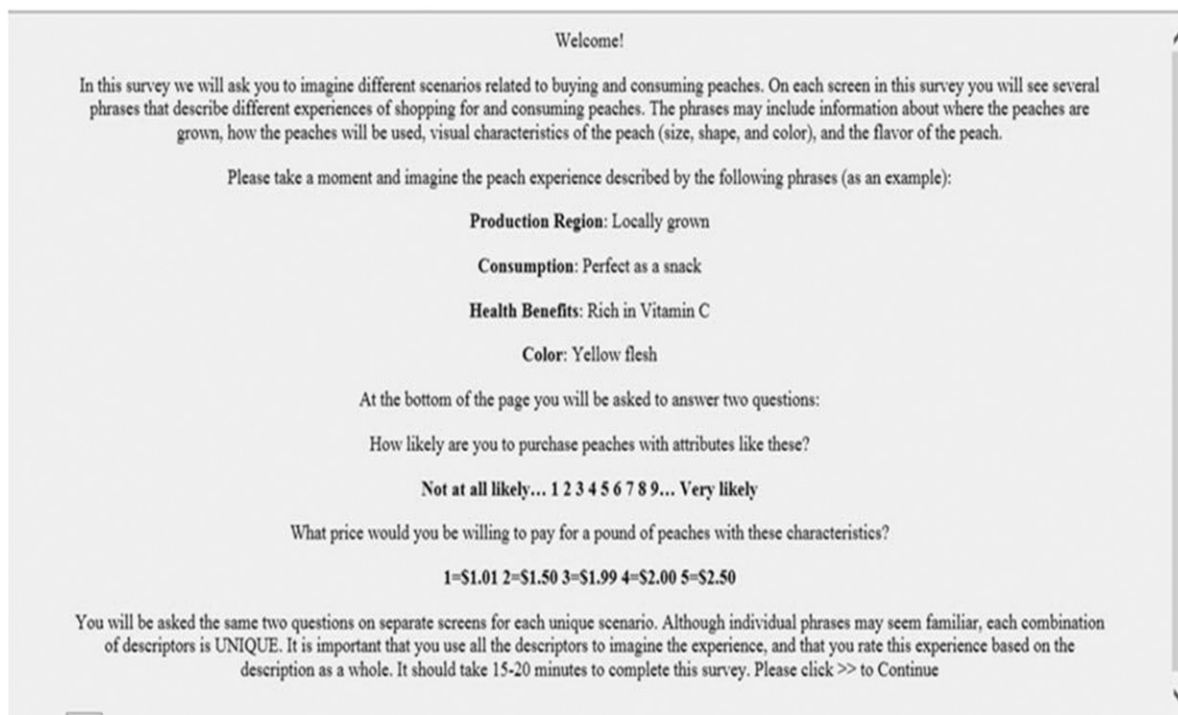 Welcome!
In this survey we will ask you to imagine different scenarios related to buying and consuming peaches. On each screen in this survey you will see several
phrases that describe different experiences of shopping for and consuming peaches. The phrases may include information about where the peaches are
grown, how the peaches will be used, visual characteristics of the peach (size, shape, and color), and the flavor of the peach.
Please take a moment and imagine the peach experience described by the following phrases (as an example):
Production Region: Locally grown
Consumption: Perfect as a snack
Health Benefits: Rich in Vitamin C
Color: Yellow flesh
At the bottom of the page you will be asked to answer two questions:
How likely are you to purchase peaches with attributes like these?
Not at all likely... 1 2 3 4 5 6 7 8 9... Very likely
What price would you be willing to pay for a pound of peaches with these characteristics?
1=$1.01 2=$1.50 3=$1.99 4=$2.00 5=$2.50
You will be asked the same two questions on separate screens for each unique scenario. Although individual phrases may seem familiar, each combination
of descriptors is UNIQUE. It is important that you use all the descriptors to imagine the experience, and that you rate this experience based on the
description as a whole. It should take 15-20 minutes to complete this survey. Please click >> to Continue